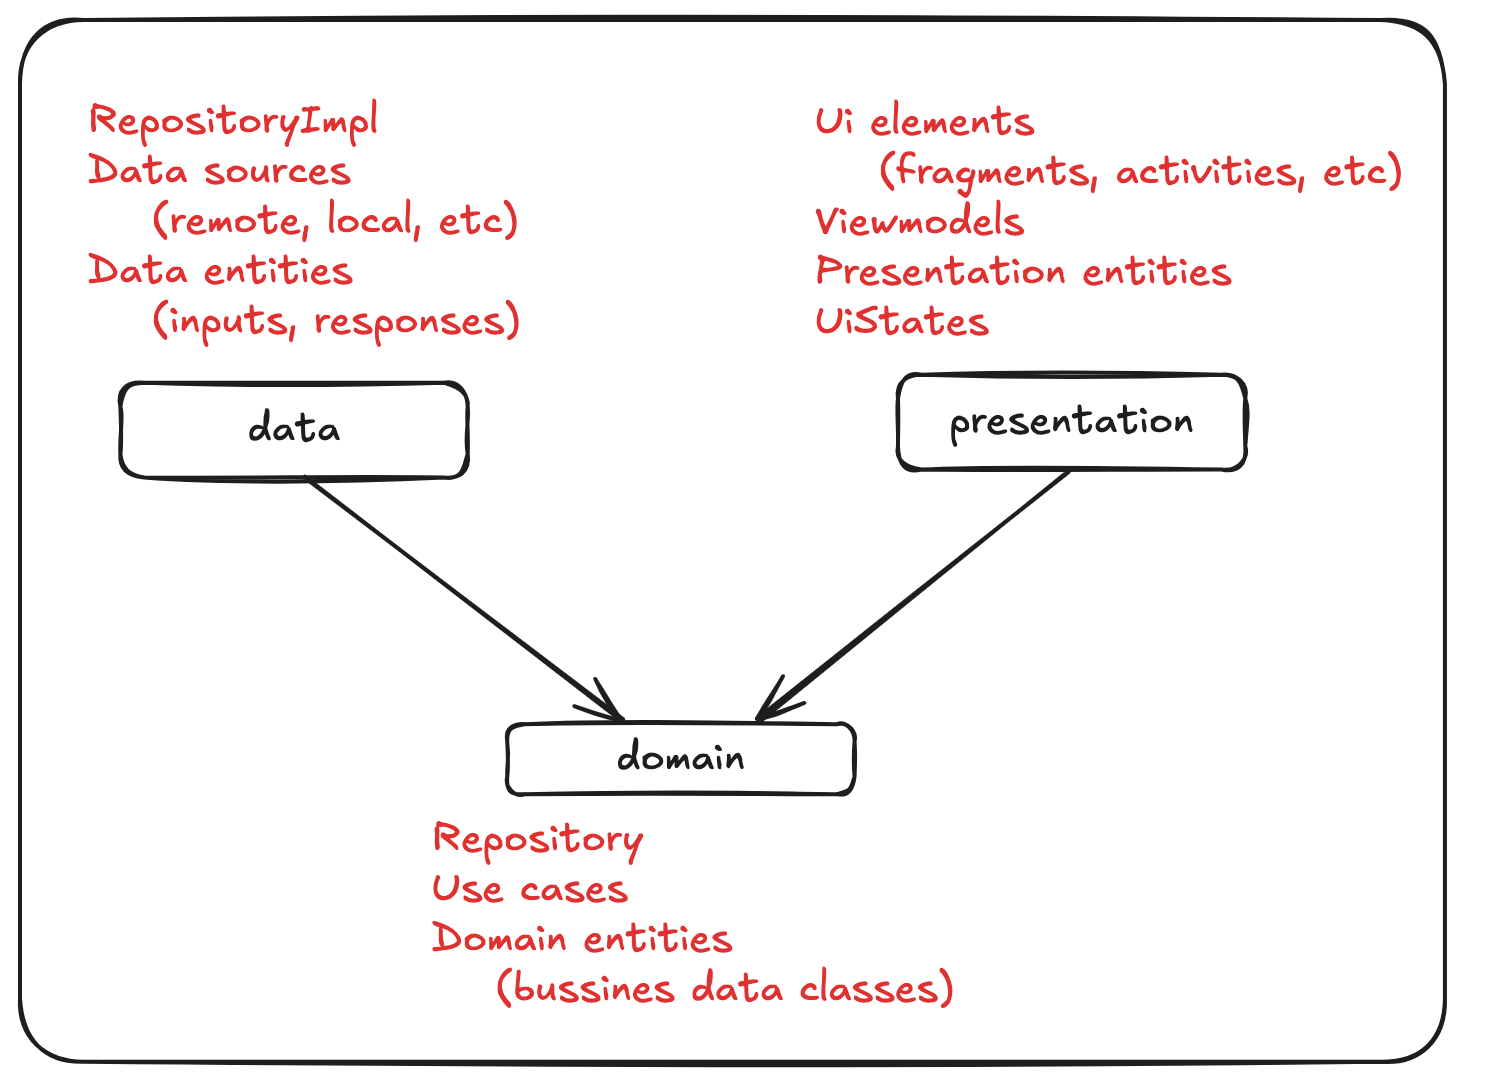 RepositoryImpl
Data sources
(remote, local, etc)
Data entities
(inputs, responses)
data
Ui elements
(fragments, activities, etc)
Viewmodels
Presentation entities
UiStates
presentation
domain
Repository
Use cases
Domain entities
(bussines data classes)